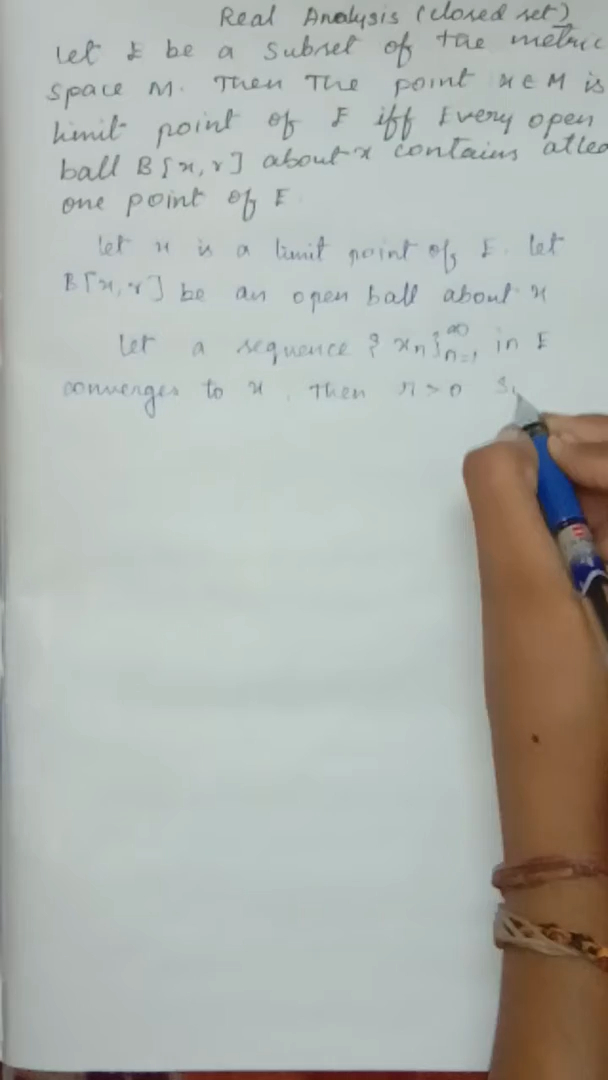 Real Analysis (closed set)
Let E be a subset of the metric
space M. Then The point x ∈ M is
limit point of E iff Every open
ball B[x, r] about x contains atlea
one point of E
Let x is a limit point of E. Let
B[x, r] be an open ball about x
Let a sequence {xn}∞n=1 in E
converges to x. Then r > 0 Si